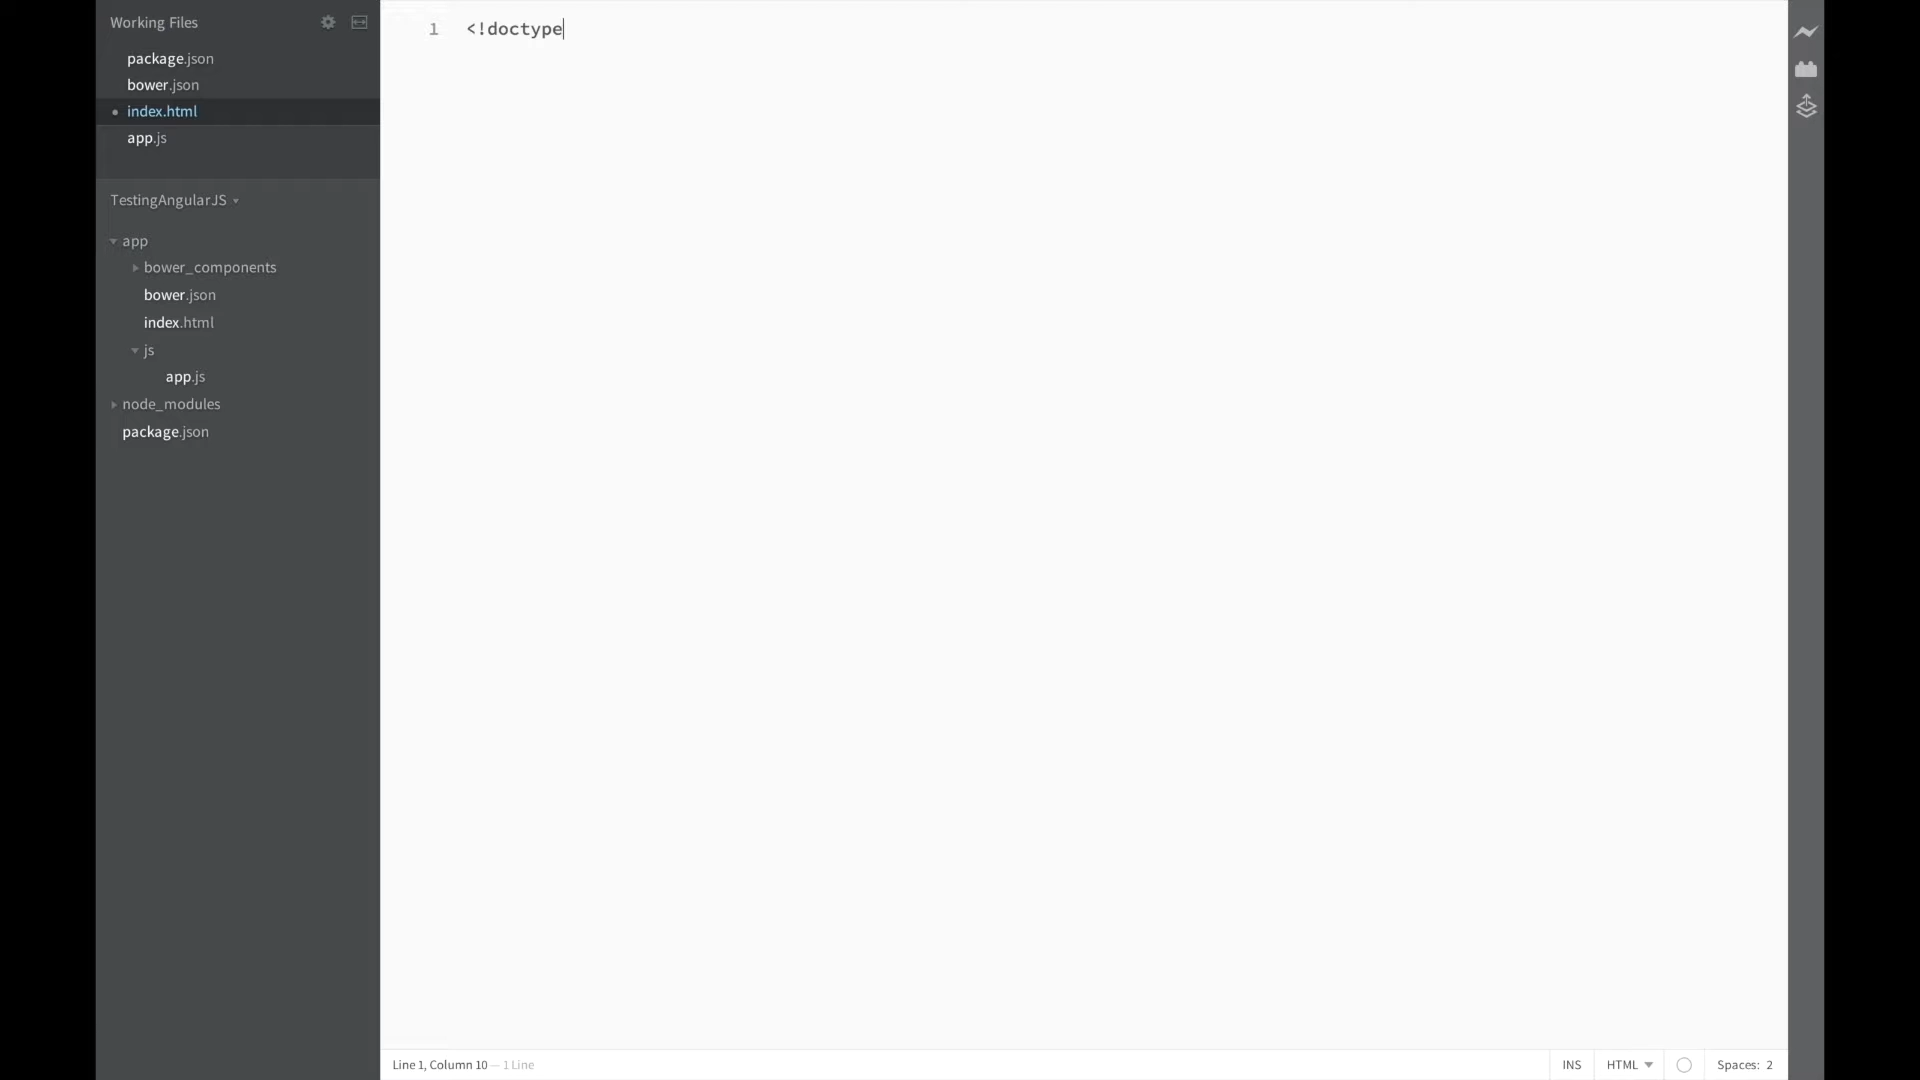 Working Files
package.json
bower.json
index.html
app.js
TestingAngularJS
app
bower_components
bower.json
index.html
js
app.js
node_modules
package.json
1 <!doctype
Line 1, Column 10 — 1 Line
INS
HTML
Spaces: 2